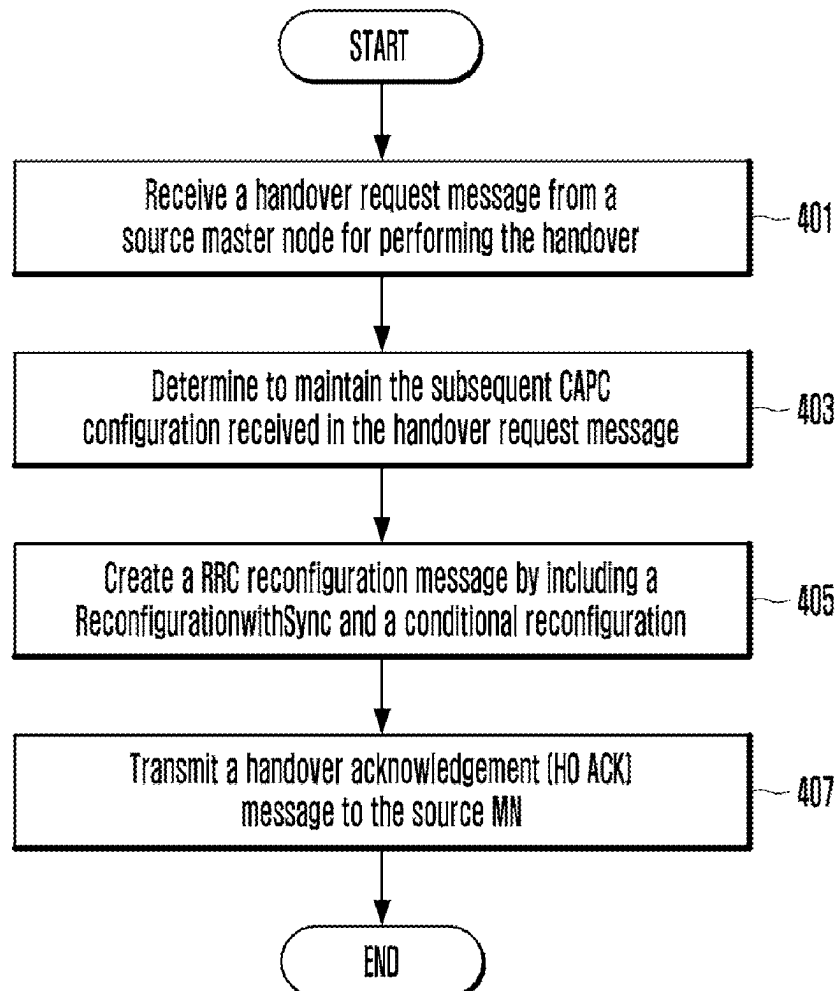 START
Receive a handover request message from a
source master node for performing the handover
401
Determine to maintain the subsequent CAPC
configuration received in the handover request message
403
Create a RRC reconfiguration message by including a
ReconfigurationwithSync and a conditional reconfiguration
405
Transmit a handover acknowledgement (HO ACK)
message to the source MN
407
END